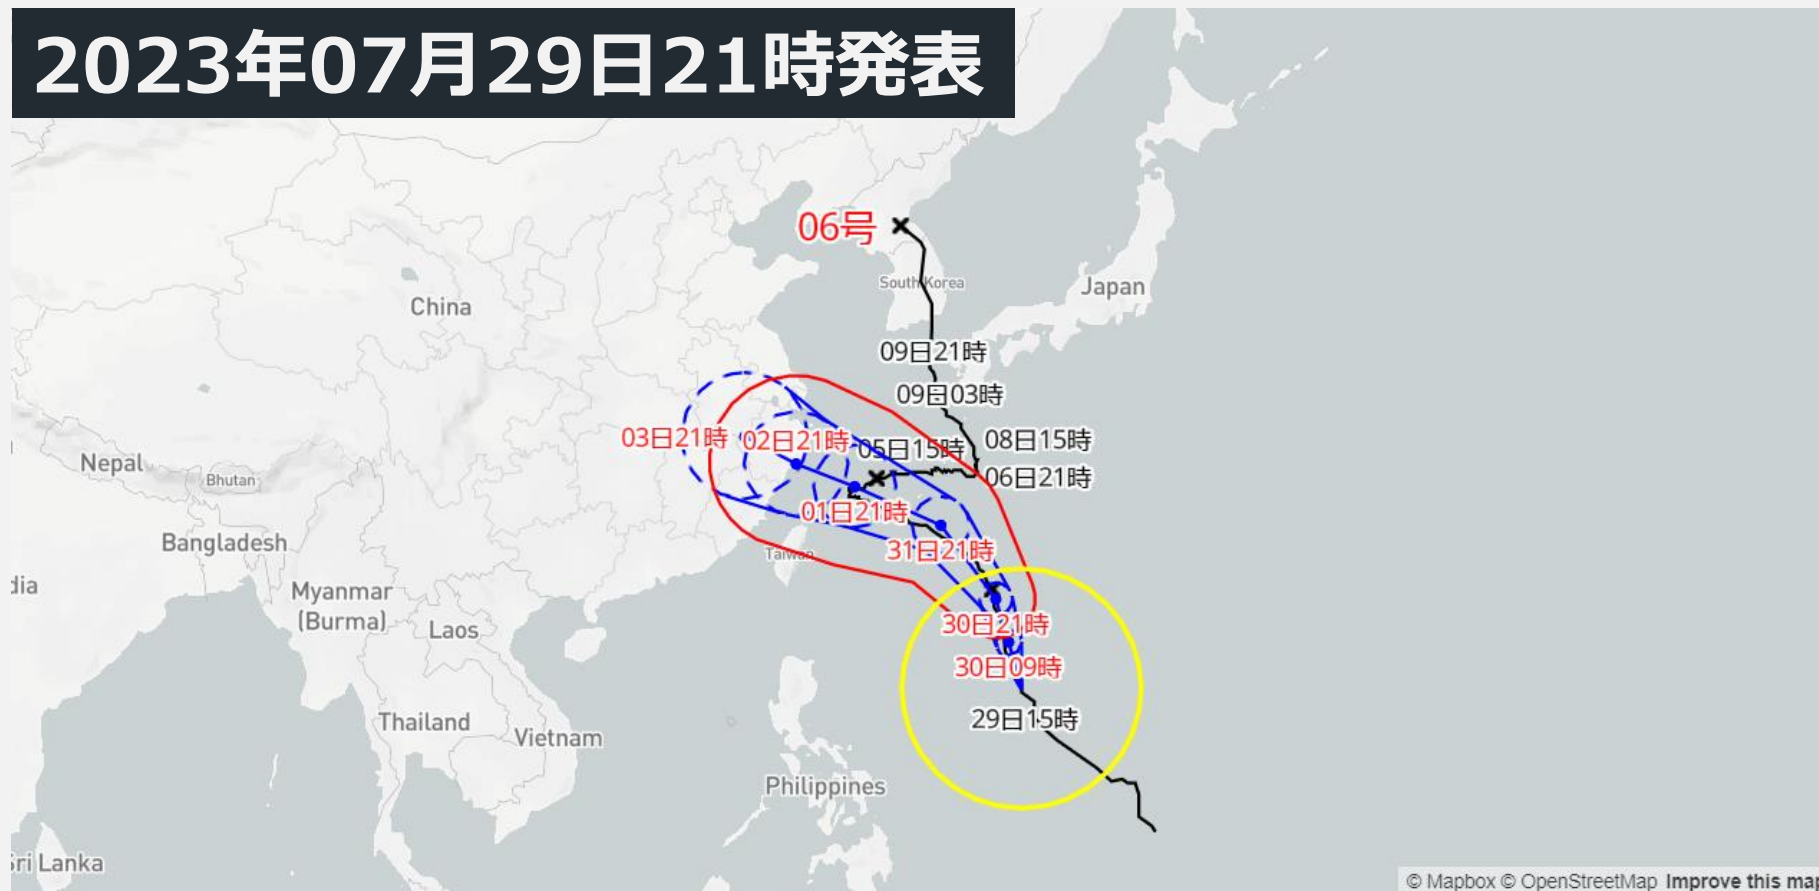 2023年07月29日21時発表
06号
South Korea
Japan
China
09日21時
09日03時
03日21時
02日21時
05日15時
08日15時
06日21時
Nepal
Bhutan
01日21時
31日21時
Bangladesh
Taiwan
dia
Myanmar
(Burma)
Laos
30日21時
30日09時
29日15時
Thailand
Vietnam
Philippines
Sri Lanka
© Mapbox © OpenStreetMap Improve this map